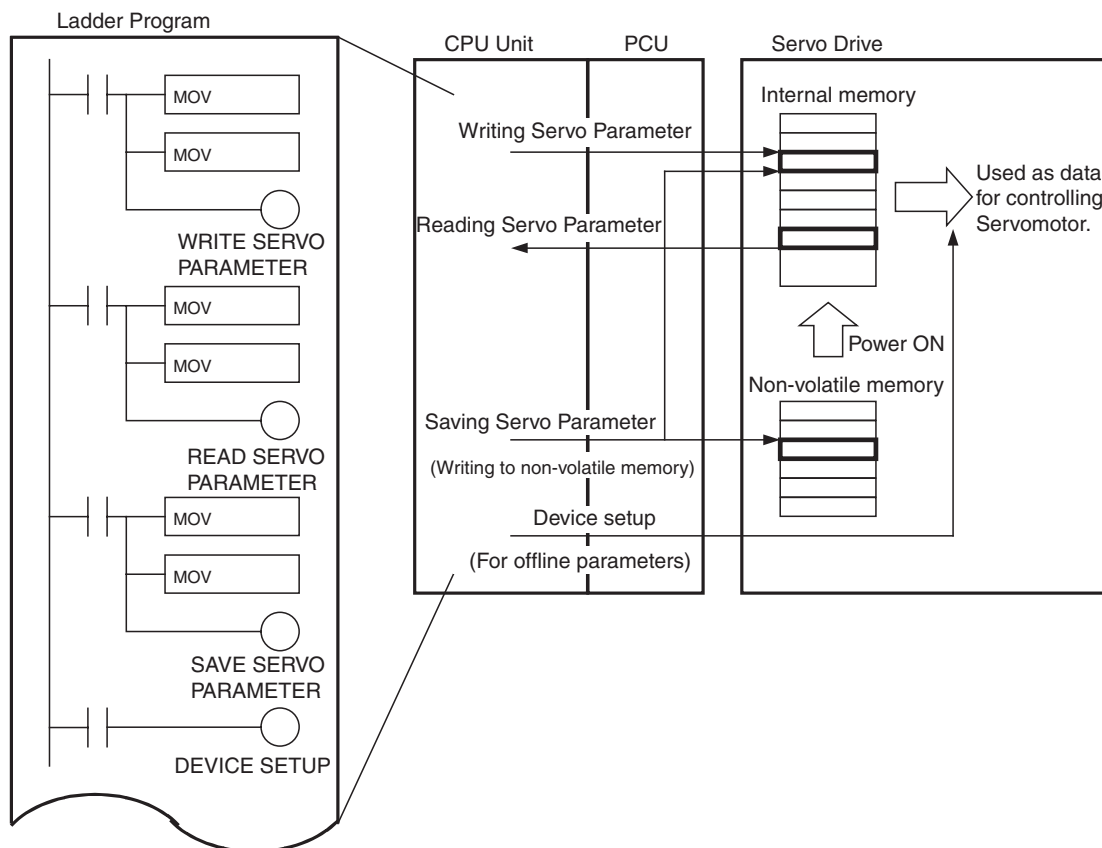 Ladder Program
CPU Unit
PCU
Servo Drive
MOV
MOV
WRITE SERVO
PARAMETER
MOV
MOV
READ SERVO
PARAMETER
MOV
MOV
SAVE SERVO
PARAMETER
DEVICE SETUP
Writing Servo Parameter
Reading Servo Parameter
Saving Servo Parameter
(Writing to non-volatile memory)
Device setup
(For offline parameters)
Internal memory
Used as data
for controlling
Servomotor.
Power ON
Non-volatile memory